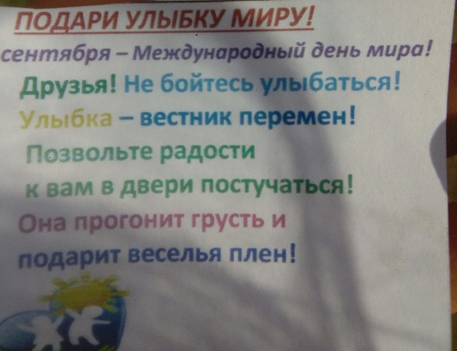 ПОДАРИ УЛЫБКУ МИРУ!
сентября – Международный день мира!
Друзья! Не бойтесь улыбаться!
Улыбка – вестник перемен!
Позвольте радости
к вам в двери постучаться!
Она прогонит грусть и
подарит веселья плен!